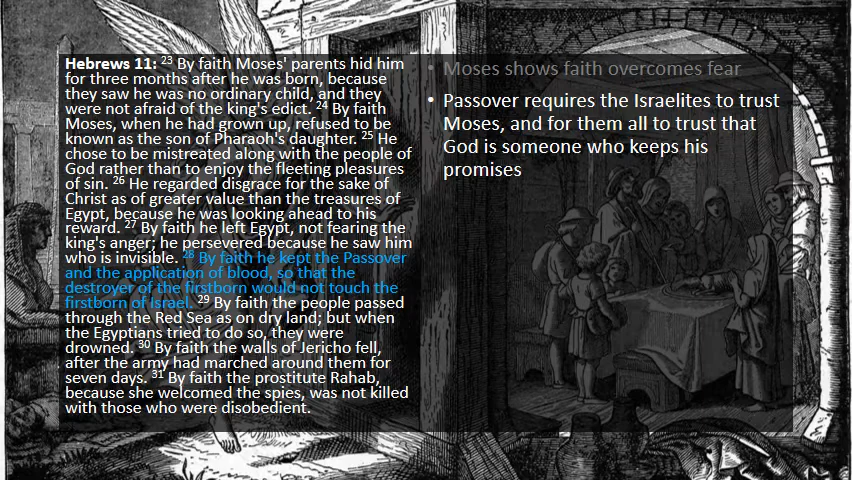 Hebrews 11: 23 By faith Moses' parents hid him
for three months after he was born, because
they saw he was no ordinary child, and they
were not afraid of the king's edict. 24 By faith
Moses, when he had grown up, refused to be
known as the son of Pharaoh's daughter. 25 He
chose to be mistreated along with the people of
God rather than to enjoy the fleeting pleasures
of sin. 26 He regarded disgrace for the sake of
Christ as of greater value than the treasures of
Egypt, because he was looking ahead to his
reward. 27 By faith he left Egypt, not fearing the
king's anger; he persevered because he saw him
who is invisible. 28 By faith he kept the Passover
and the application of blood, so that the
destroyer of the firstborn would not touch the
firstborn of Israel. 29 By faith the people passed
through the Red Sea as on dry land; but when
the Egyptians tried to do so, they were
drowned. 30 By faith the walls of Jericho fell,
after the army had marched around them for
seven days. 31 By faith the prostitute Rahab,
because she welcomed the spies, was not killed
with those who were disobedient.
• Moses shows faith overcomes fear
• Passover requires the Israelites to trust
Moses, and for them all to trust that
God is someone who keeps his
promises